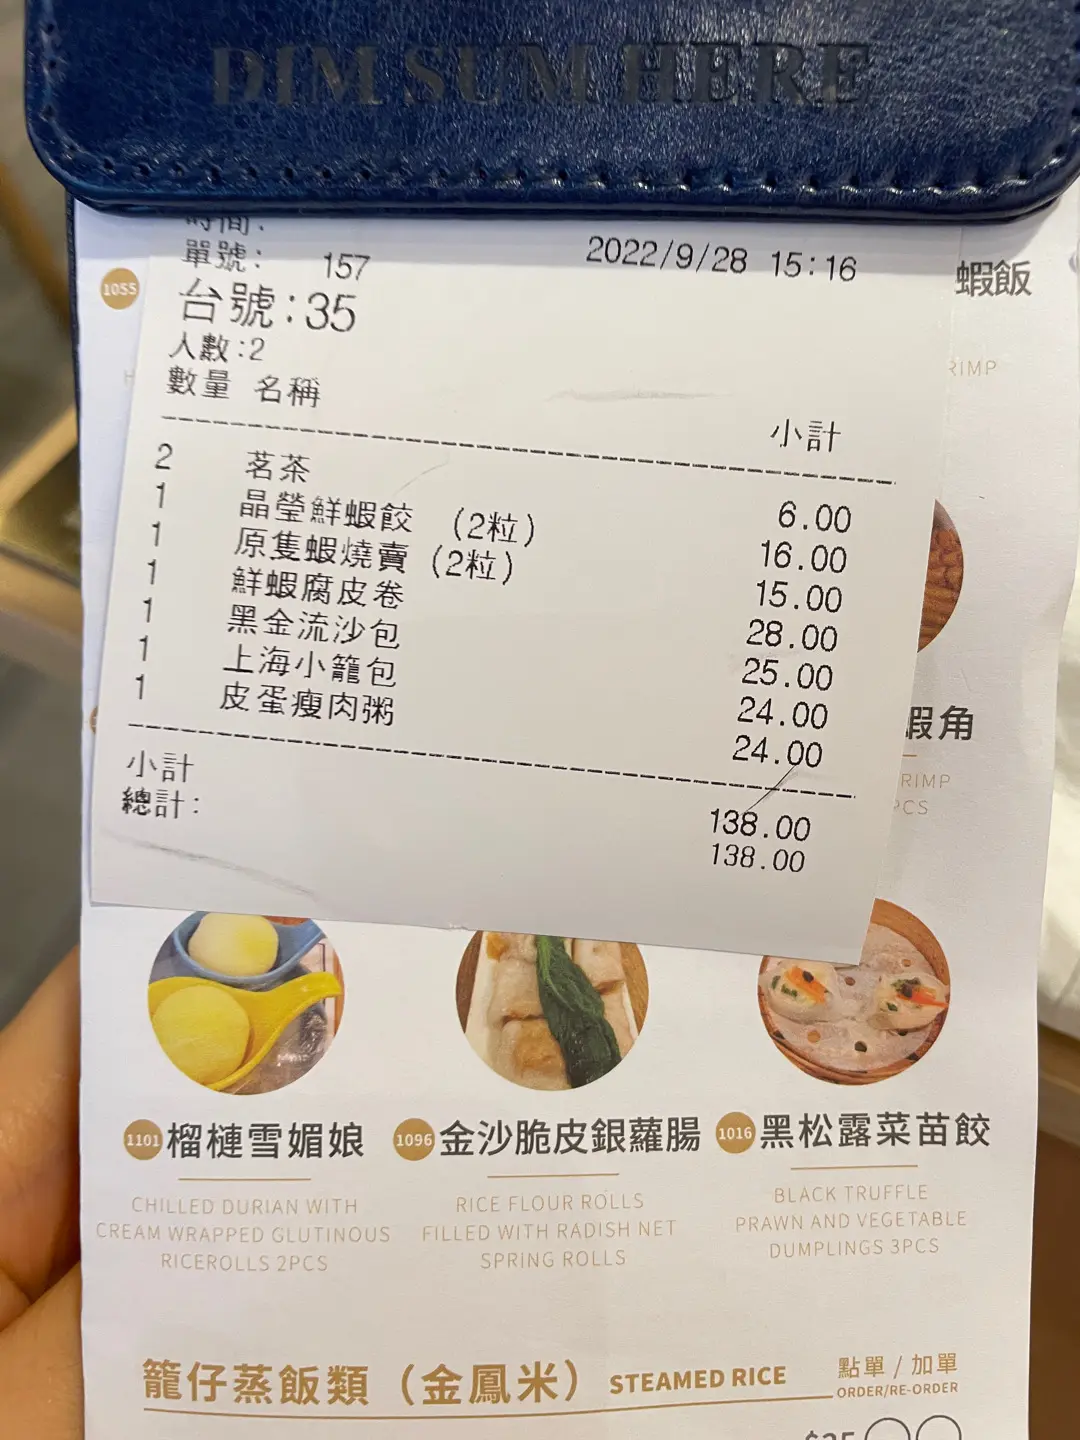 DIM SUM HERE
時間:
單號: 157 2022/9/28 15:16
台號:35
人數:2
數量 名稱 小計
2 茗茶 6.00
1 晶瑩鮮蝦餃 (2粒) 16.00
1 原隻蝦燒賣 (2粒) 15.00
1 鮮蝦腐皮卷 28.00
1 黑金流沙包 25.00
1 上海小籠包 24.00
1 皮蛋瘦肉粥 24.00
小計 138.00
總計: 138.00
1055
蝦飯
RIMP
蝦角
RIMP
PCS
1101 榴槤雪媚娘
CHILLED DURIAN WITH
CREAM WRAPPED GLUTINOUS
RICEROLLS 2PCS
1096 金沙脆皮銀蘿腸
RICE FLOUR ROLLS
FILLED WITH RADISH NET
SPRING ROLLS
1016 黑松露菜苗餃
BLACK TRUFFLE
PRAWN AND VEGETABLE
DUMPLINGS 3PCS
籠仔蒸飯類（金鳳米） STEAMED RICE
點單 / 加單
ORDER/RE-ORDER